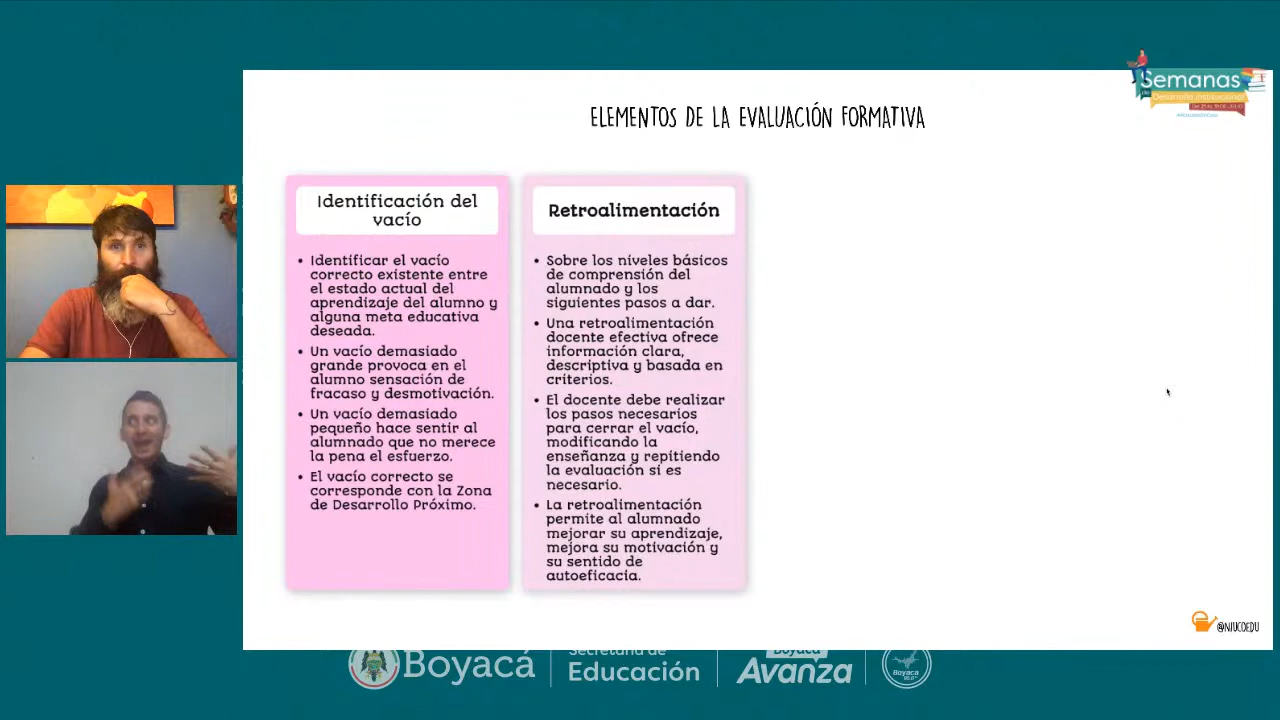 Semanas
de Desarrollo Institucional
ELEMENTOS DE LA EVALUACIÓN FORMATIVA
Identificación del
vacío
• Identificar el vacío
correcto existente entre
el estado actual del
aprendizaje del alumno y
alguna meta educativa
deseada.
• Un vacío demasiado
grande provoca en el
alumno sensación de
fracaso y desmotivación.
• Un vacío demasiado
pequeño hace sentir al
alumnado que no merece
la pena el esfuerzo.
• El vacío correcto se
corresponde con la Zona
de Desarrollo Próximo.
Retroalimentación
• Sobre los niveles básicos
de comprensión del
alumnado y los
siguientes pasos a dar.
• Una retroalimentación
docente efectiva ofrece
información clara,
descriptiva y basada en
criterios.
• El docente debe realizar
los pasos necesarios
para cerrar el vacío,
modificando la
enseñanza y repitiendo
la evaluación si es
necesario.
• La retroalimentación
permite al alumnado
mejorar su aprendizaje,
mejora su motivación y
su sentido de
autoeficacia.
@NJUCOEDU
Boyacá
Secretaría de
Educación
Boyacá
Avanza
Boyacá